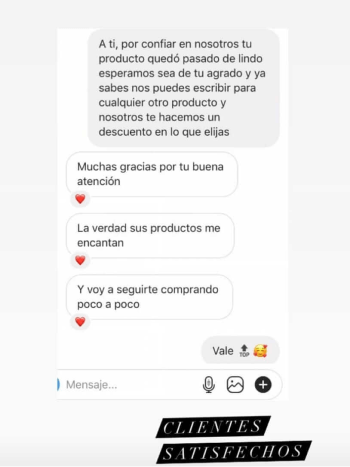 A ti, por confiar en nosotros tu
producto quedó pasado de lindo
esperamos sea de tu agrado y ya
sabes nos puedes escribir para
cualquier otro producto y
nosotros te hacemos un
descuento en lo que elijas
Muchas gracias por tu buena
atención
❤️
La verdad sus productos me
encantan
❤️
Y voy a seguirte comprando
poco a poco
❤️
Vale 🔝🥰
Mensaje...
CLIENTES
SATISFECHOS